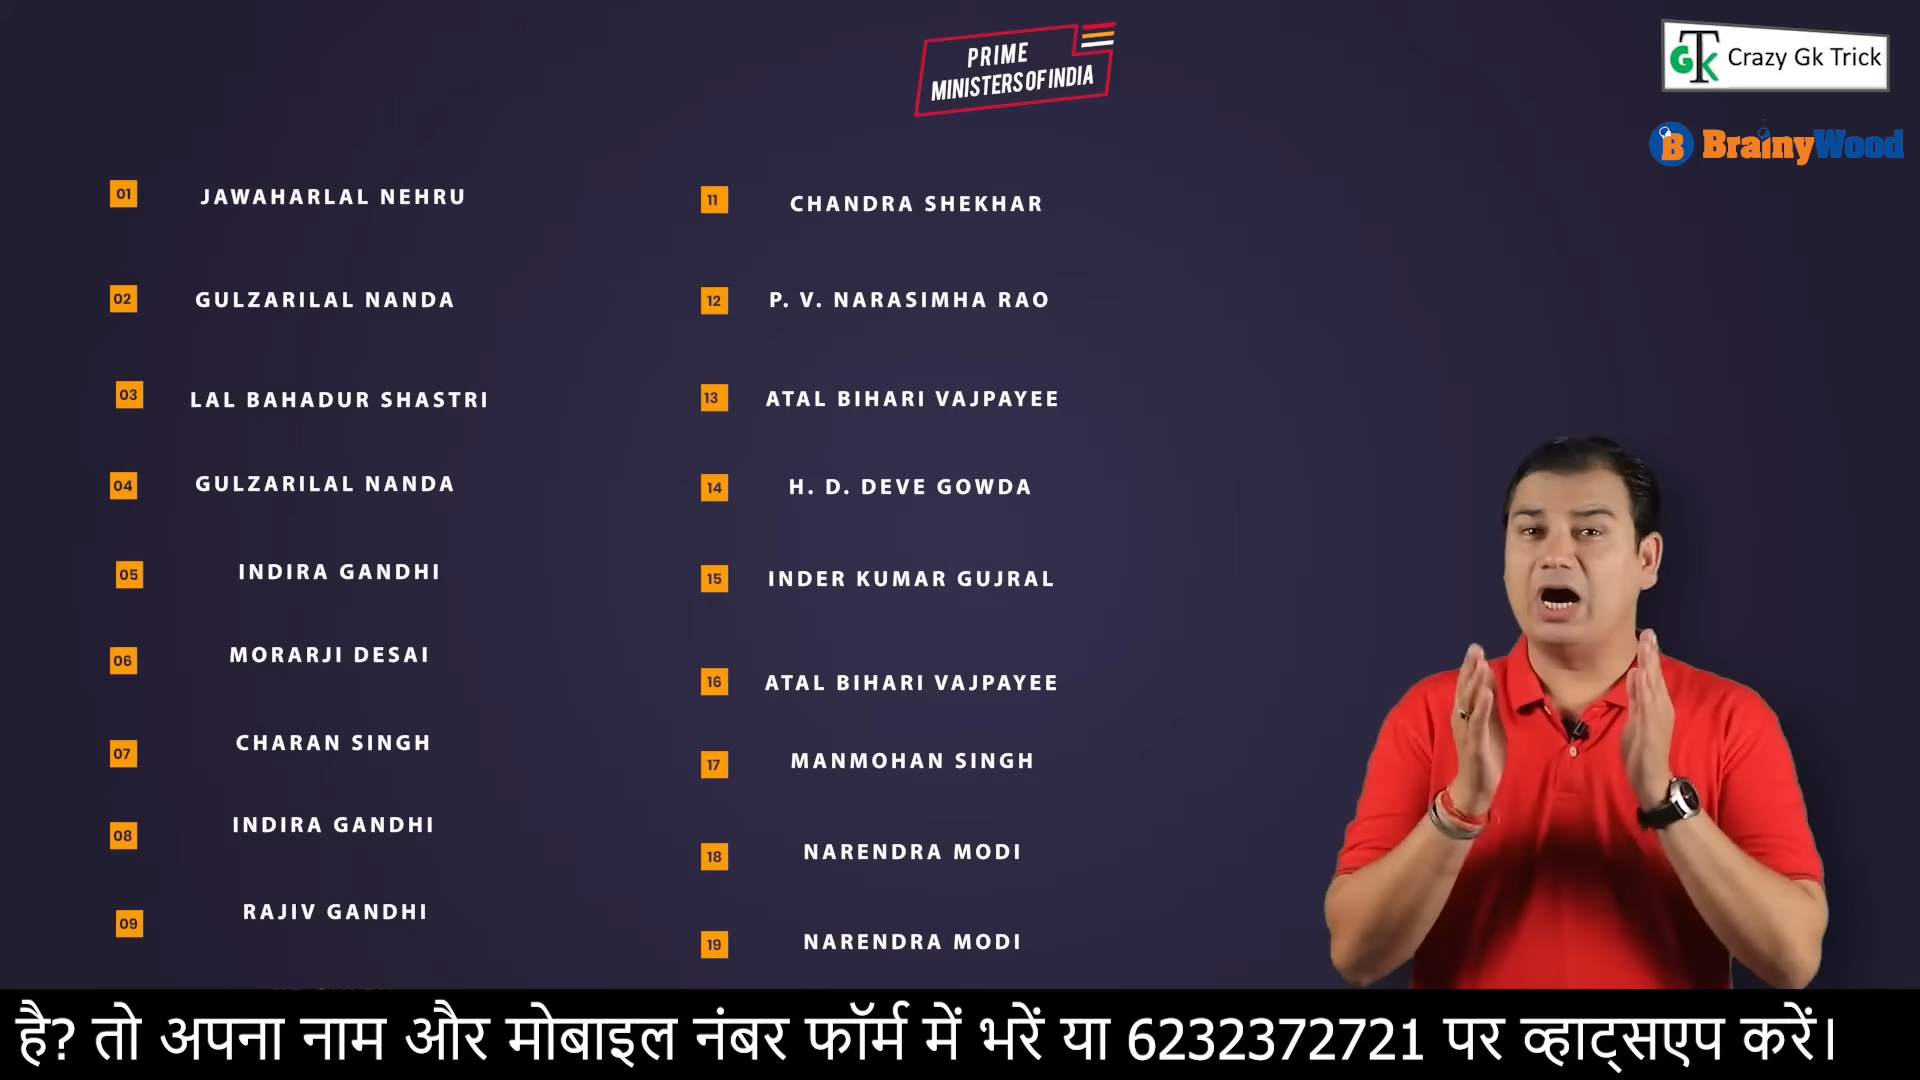 PRIME
MINISTERS OF INDIA
GTK Crazy Gk Trick
B BrainyWood
01 JAWAHARLAL NEHRU
02 GULZARILAL NANDA
03 LAL BAHADUR SHASTRI
04 GULZARILAL NANDA
05 INDIRA GANDHI
06 MORARJI DESAI
07 CHARAN SINGH
08 INDIRA GANDHI
09 RAJIV GANDHI
11 CHANDRA SHEKHAR
12 P. V. NARASIMHA RAO
13 ATAL BIHARI VAJPAYEE
14 H. D. DEVE GOWDA
15 INDER KUMAR GUJRAL
16 ATAL BIHARI VAJPAYEE
17 MANMOHAN SINGH
18 NARENDRA MODI
19 NARENDRA MODI
है? तो अपना नाम और मोबाइल नंबर फॉर्म में भरें या 6232372721 पर व्हाट्सएप करें।